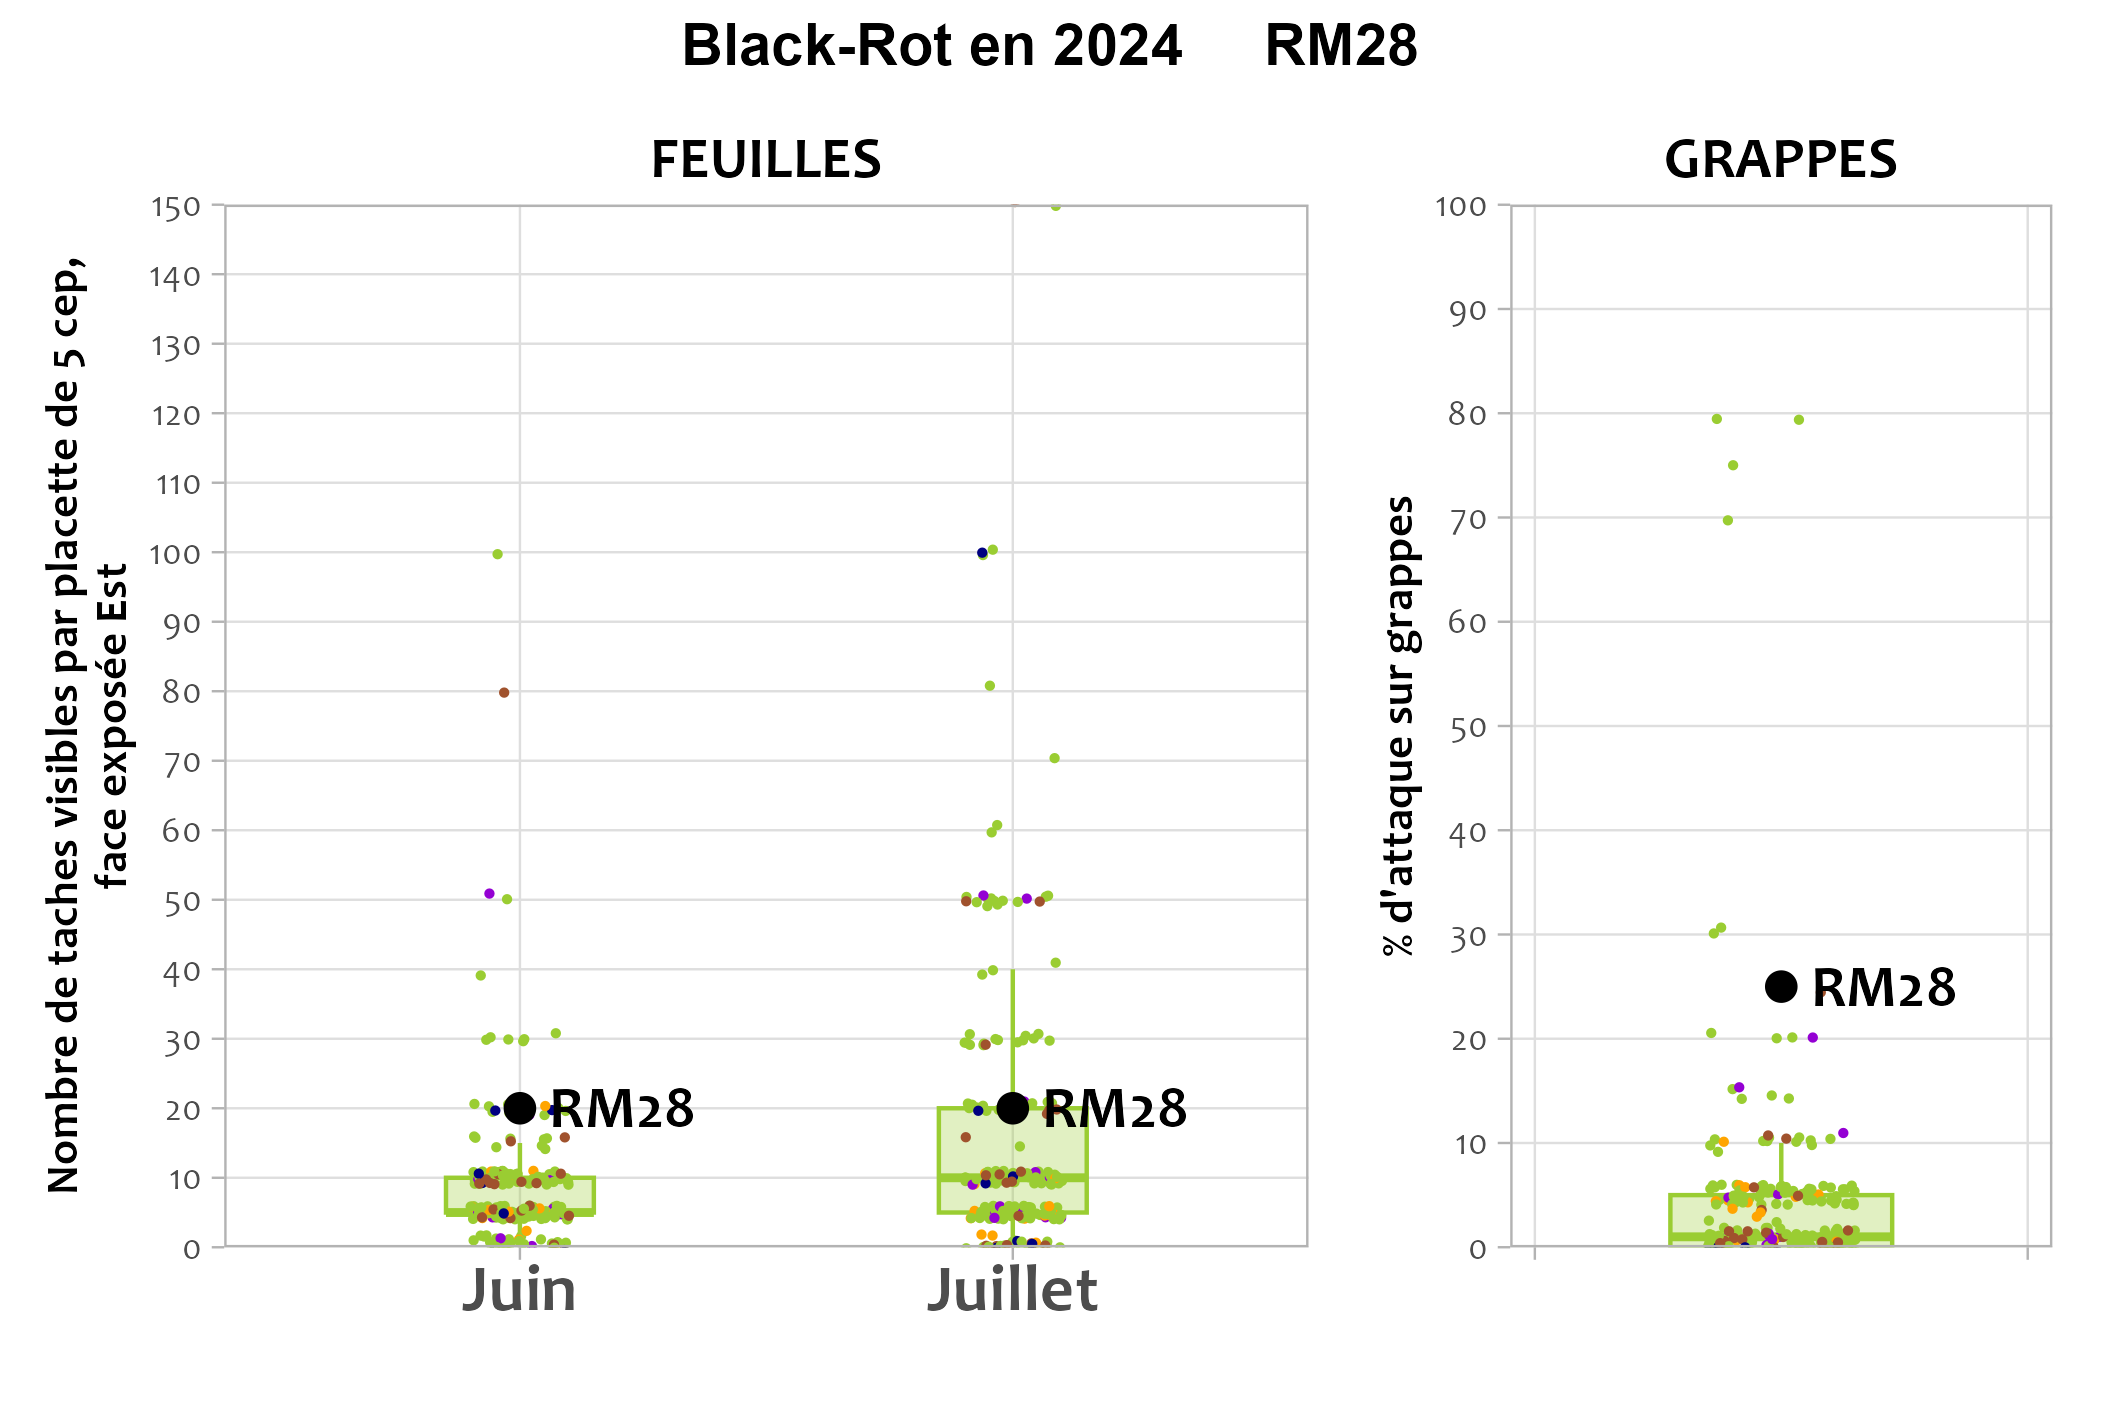 Black-Rot en 2024 RM28
FEUILLES
GRAPPES
Nombre de taches visibles par placette de 5 cep,
face exposée Est
150
140
130
120
110
100
90
80
70
60
50
40
30
20
10
0
RM28
RM28
Juin
Juillet
% d'attaque sur grappes
100
90
80
70
60
50
40
30
20
10
0
RM28